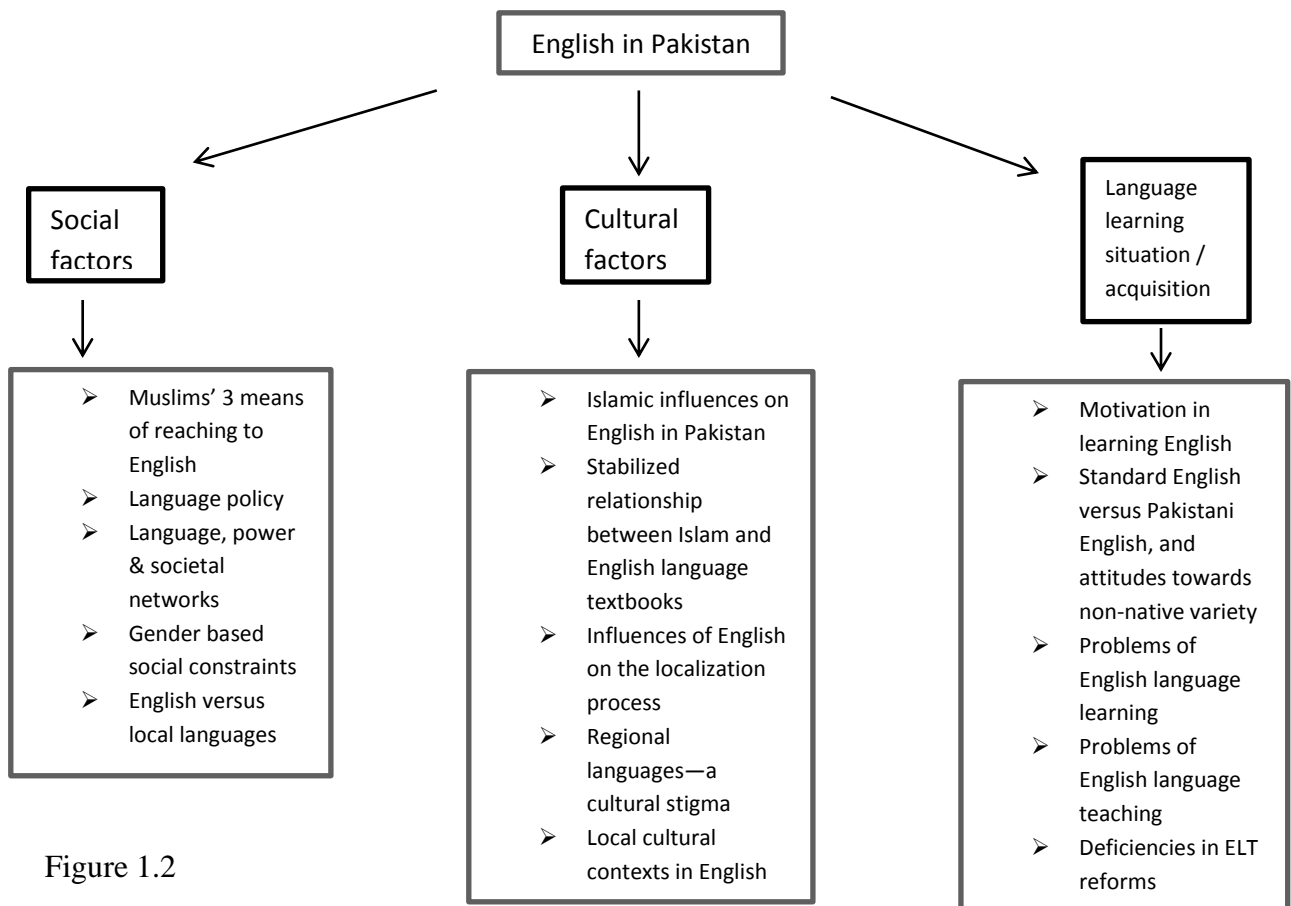 English in Pakistan
Social
factors
Cultural
factors
Language
learning
situation /
acquisition
➢ Muslims’ 3 means
of reaching to
English
➢ Language policy
➢ Language, power
& societal
networks
➢ Gender based
social constraints
➢ English versus
local languages
➢ Islamic influences on
English in Pakistan
➢ Stabilized
relationship
between Islam and
English language
textbooks
➢ Influences of English
on the localization
process
➢ Regional
languages—a
cultural stigma
➢ Local cultural
contexts in English
➢ Motivation in
learning English
➢ Standard English
versus Pakistani
English, and
attitudes towards
non-native variety
➢ Problems of
English language
learning
➢ Problems of
English language
teaching
➢ Deficiencies in ELT
reforms
Figure 1.2